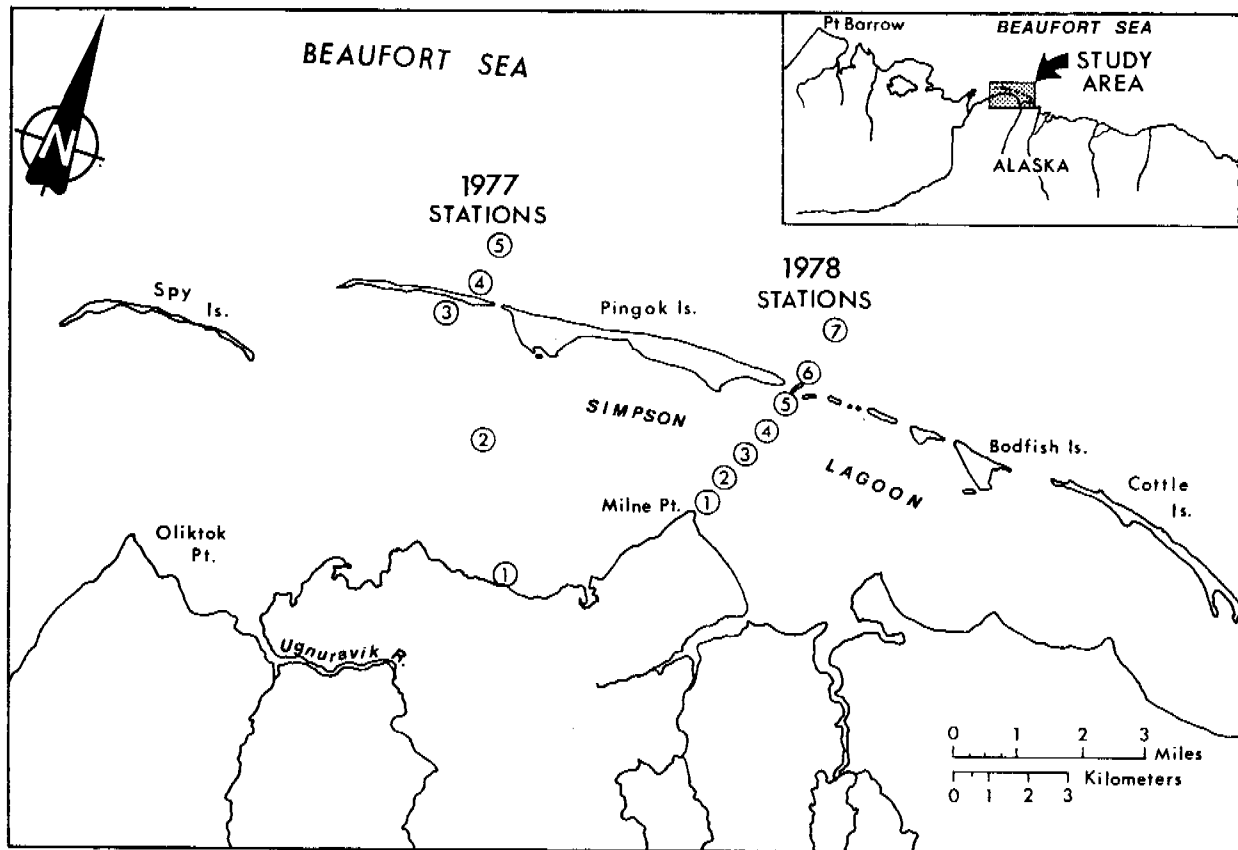 BEAUFORT SEA
N
Pt Barrow
BEAUFORT SEA
STUDY
AREA
ALASKA
1977
STATIONS
5
4
3
2
1
1978
STATIONS
7
6
5
4
3
2
1
Spy
Is.
Pingok Is.
SIMPSON
LAGOON
Bodfish Is.
Cottle
Is.
Milne Pt.
Oliktok
Pt.
Ugnuravik R.
0 1 2 3
Miles
Kilometers
0 1 2 3